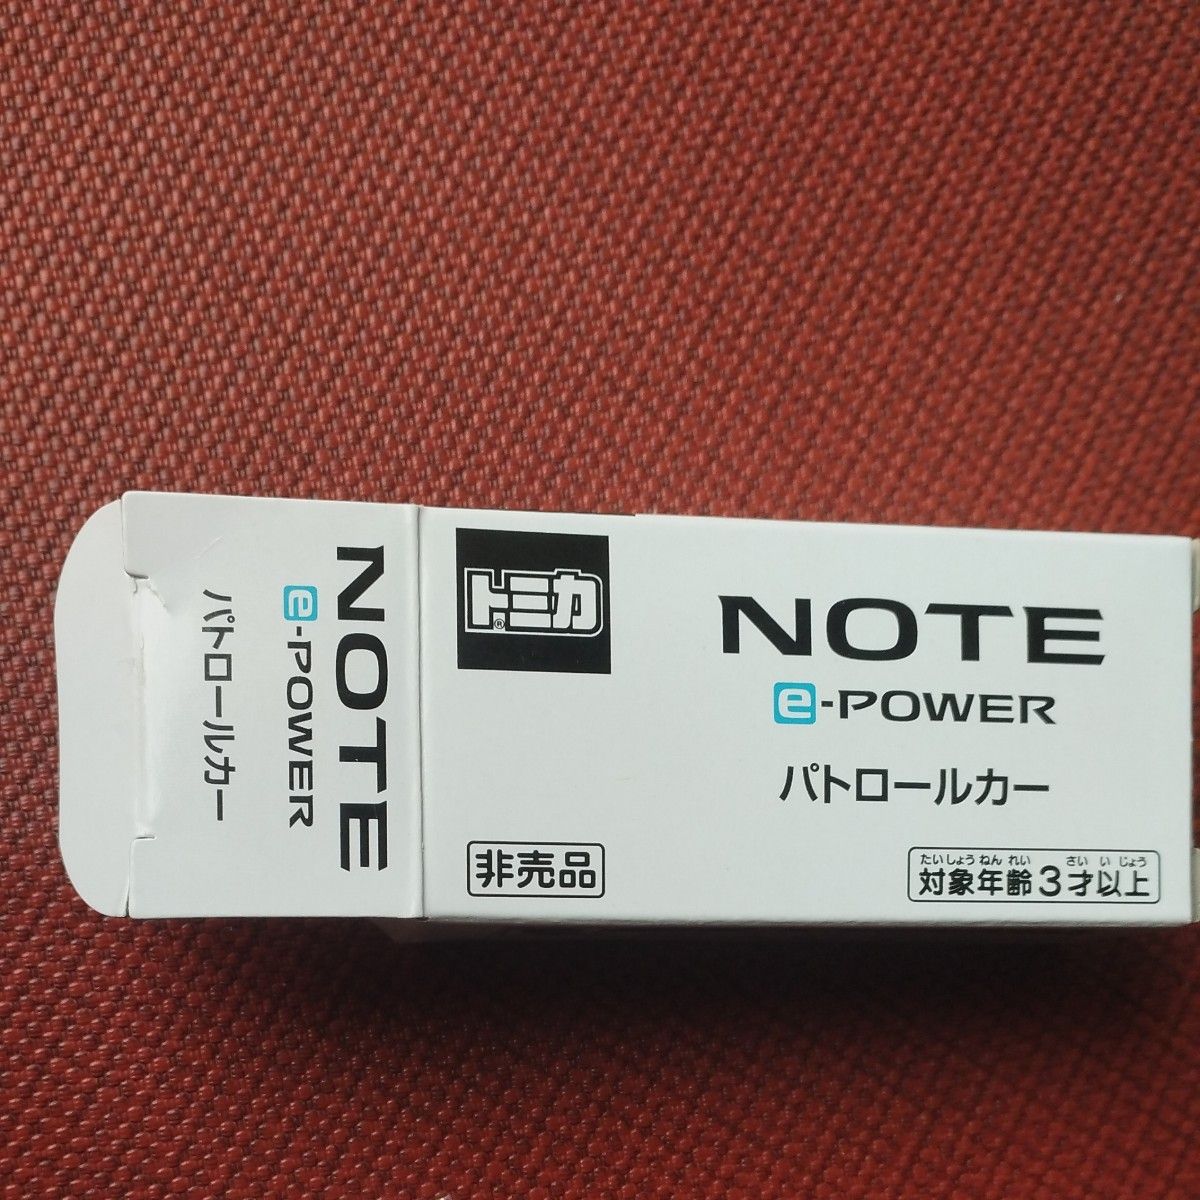 NOTE
e-POWER
パトロールカー
トミカ®
NOTE
e-POWER
パトロールカー
非売品
たいしょうねんれい さいいじょう
対象年齢3才以上